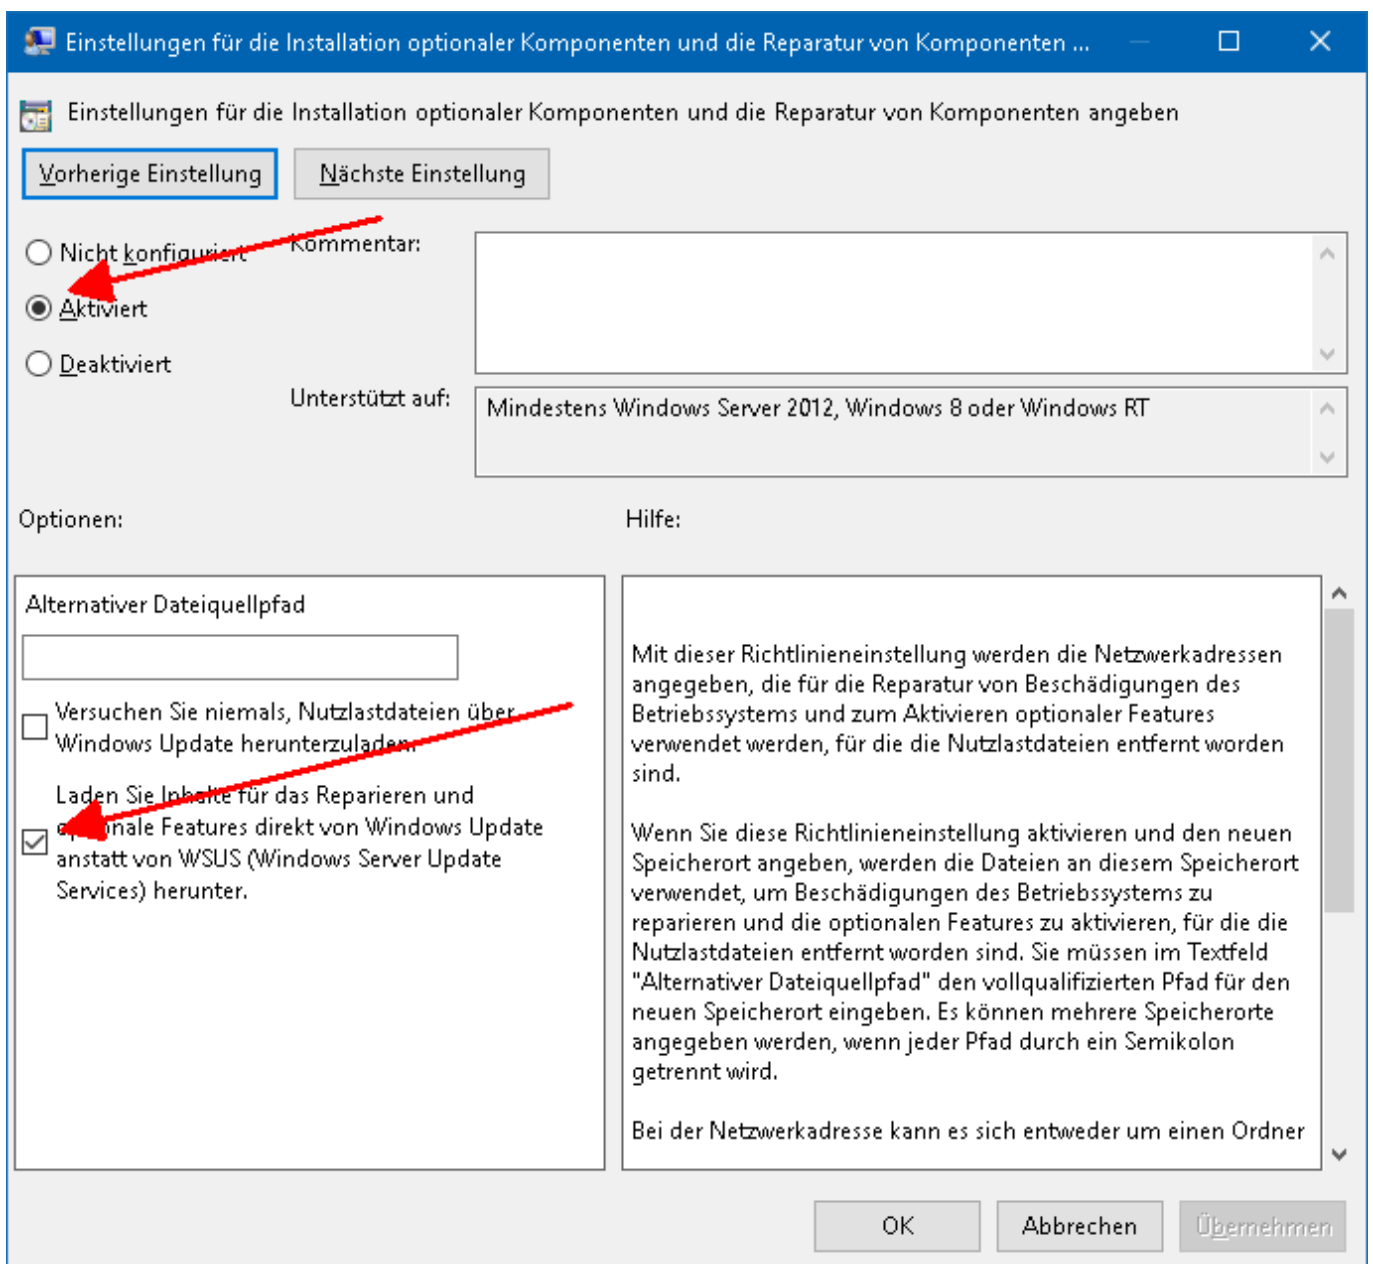 Einstellungen für die Installation optionaler Komponenten und die Reparatur von Komponenten ...
Einstellungen für die Installation optionaler Komponenten und die Reparatur von Komponenten angeben
Vorherige Einstellung
Nächste Einstellung
Nicht konfiguriert
Aktiviert
Deaktiviert
Kommentar:
Unterstützt auf:
Mindestens Windows Server 2012, Windows 8 oder Windows RT
Optionen:
Alternativer Dateiquellpfad
Versuchen Sie niemals, Nutzlastdateien über
Windows Update herunterzuladen.
Laden Sie Inhalte für das Reparieren und
optionale Features direkt von Windows Update
anstatt von WSUS (Windows Server Update
Services) herunter.
Hilfe:
Mit dieser Richtlinieneinstellung werden die Netzwerkadressen
angegeben, die für die Reparatur von Beschädigungen des
Betriebssystems und zum Aktivieren optionaler Features
verwendet werden, für die die Nutzlastdateien entfernt worden
sind.
Wenn Sie diese Richtlinieneinstellung aktivieren und den neuen
Speicherort angeben, werden die Dateien an diesem Speicherort
verwendet, um Beschädigungen des Betriebssystems zu
reparieren und die optionalen Features zu aktivieren, für die die
Nutzlastdateien entfernt worden sind. Sie müssen im Textfeld
"Alternativer Dateiquellpfad" den vollqualifizierten Pfad für den
neuen Speicherort eingeben. Es können mehrere Speicherorte
angegeben werden, wenn jeder Pfad durch ein Semikolon
getrennt wird.
Bei der Netzwerkadresse kann es sich entweder um einen Ordner
OK
Abbrechen
Übernehmen